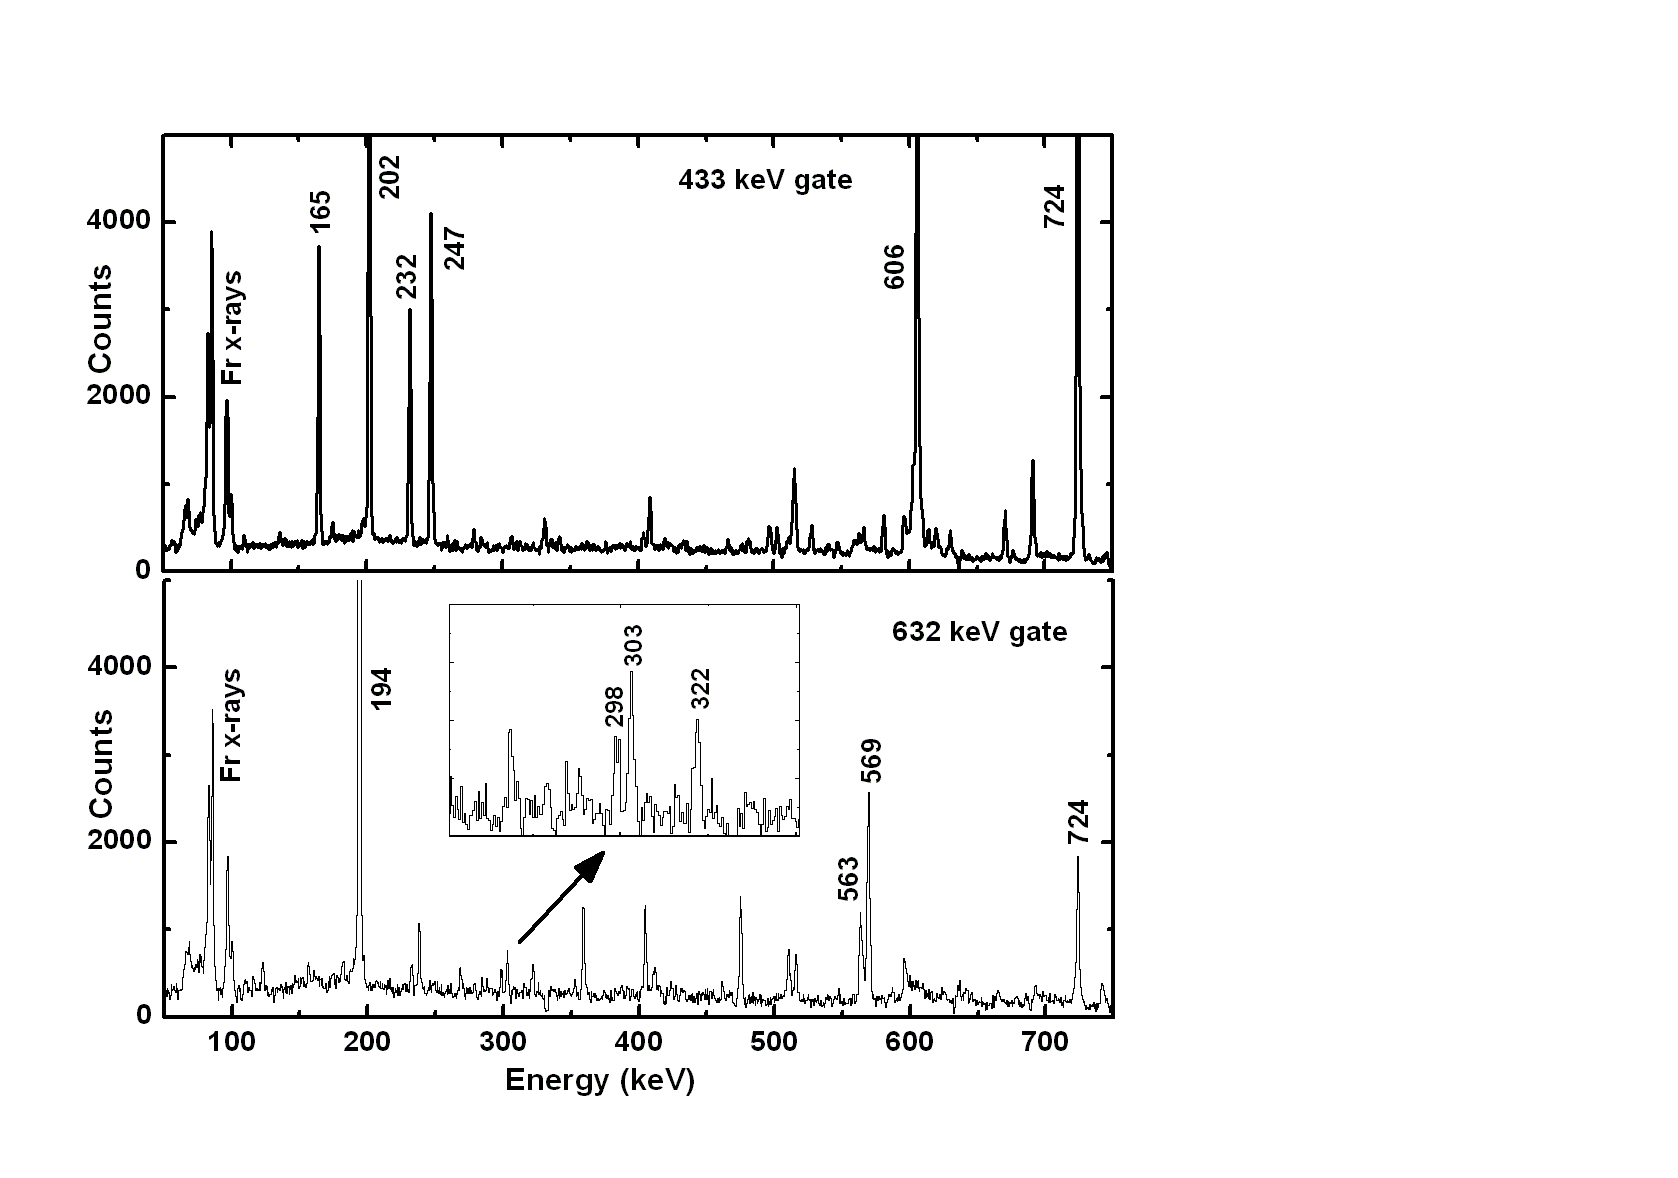 433 keV gate
202
165
724
4000
247
606
232
Fr x-rays
Counts
2000
0
632 keV gate
303
4000
194
Fr x-rays
298
322
569
Counts
2000
724
563
0
100 200 300 400 500 600 700
Energy (keV)